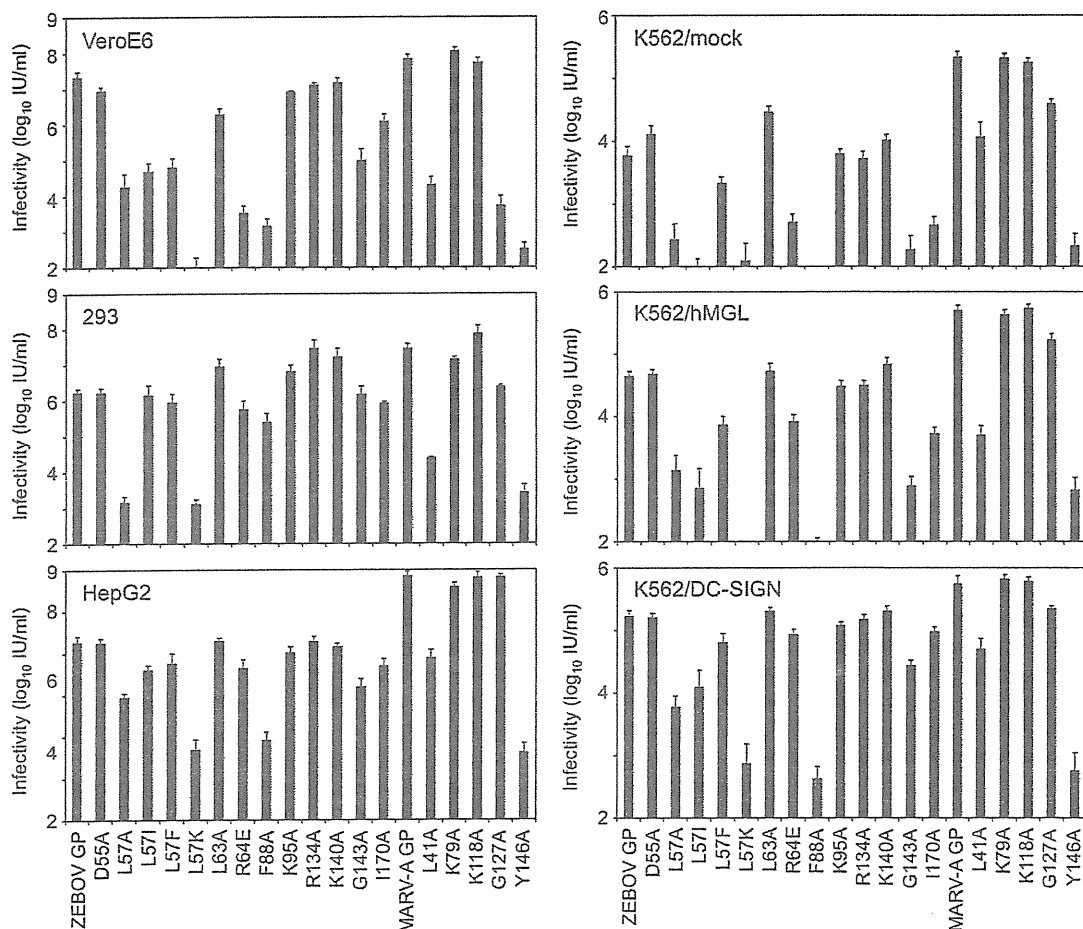 VeroE6
Infectivity (log10 IU/ml)
9
8
6
4
2
293
Infectivity (log10 IU/ml)
9
8
6
4
2
HepG2
Infectivity (log10 IU/ml)
9
8
6
4
2
ZEBOV GP
D55A
L57A
L57I
L57F
L57K
L63A
R64E
F88A
K95A
R134A
K140A
G143A
I170A
MARV-A GP
L41A
K79A
K118A
G127A
Y146A
K562/mock
Infectivity (log10 IU/ml)
6
4
2
K562/hMGL
Infectivity (log10 IU/ml)
6
4
2
K562/DC-SIGN
Infectivity (log10 IU/ml)
6
4
2
ZEBOV GP
D55A
L57A
L57I
L57F
L57K
L63A
R64E
F88A
K95A
R134A
K140A
G143A
I170A
MARV-A GP
L41A
K79A
K118A
G127A
Y146A